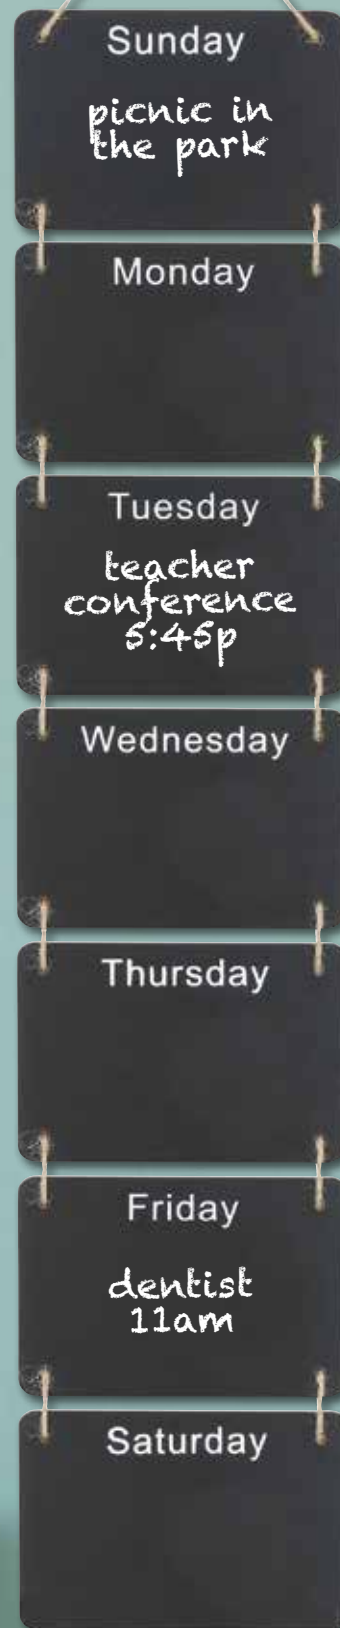 Sunday
picnic in
the park
Monday
Tuesday
teacher
conference
5:45p
Wednesday
Thursday
Friday
dentist
11am
Saturday